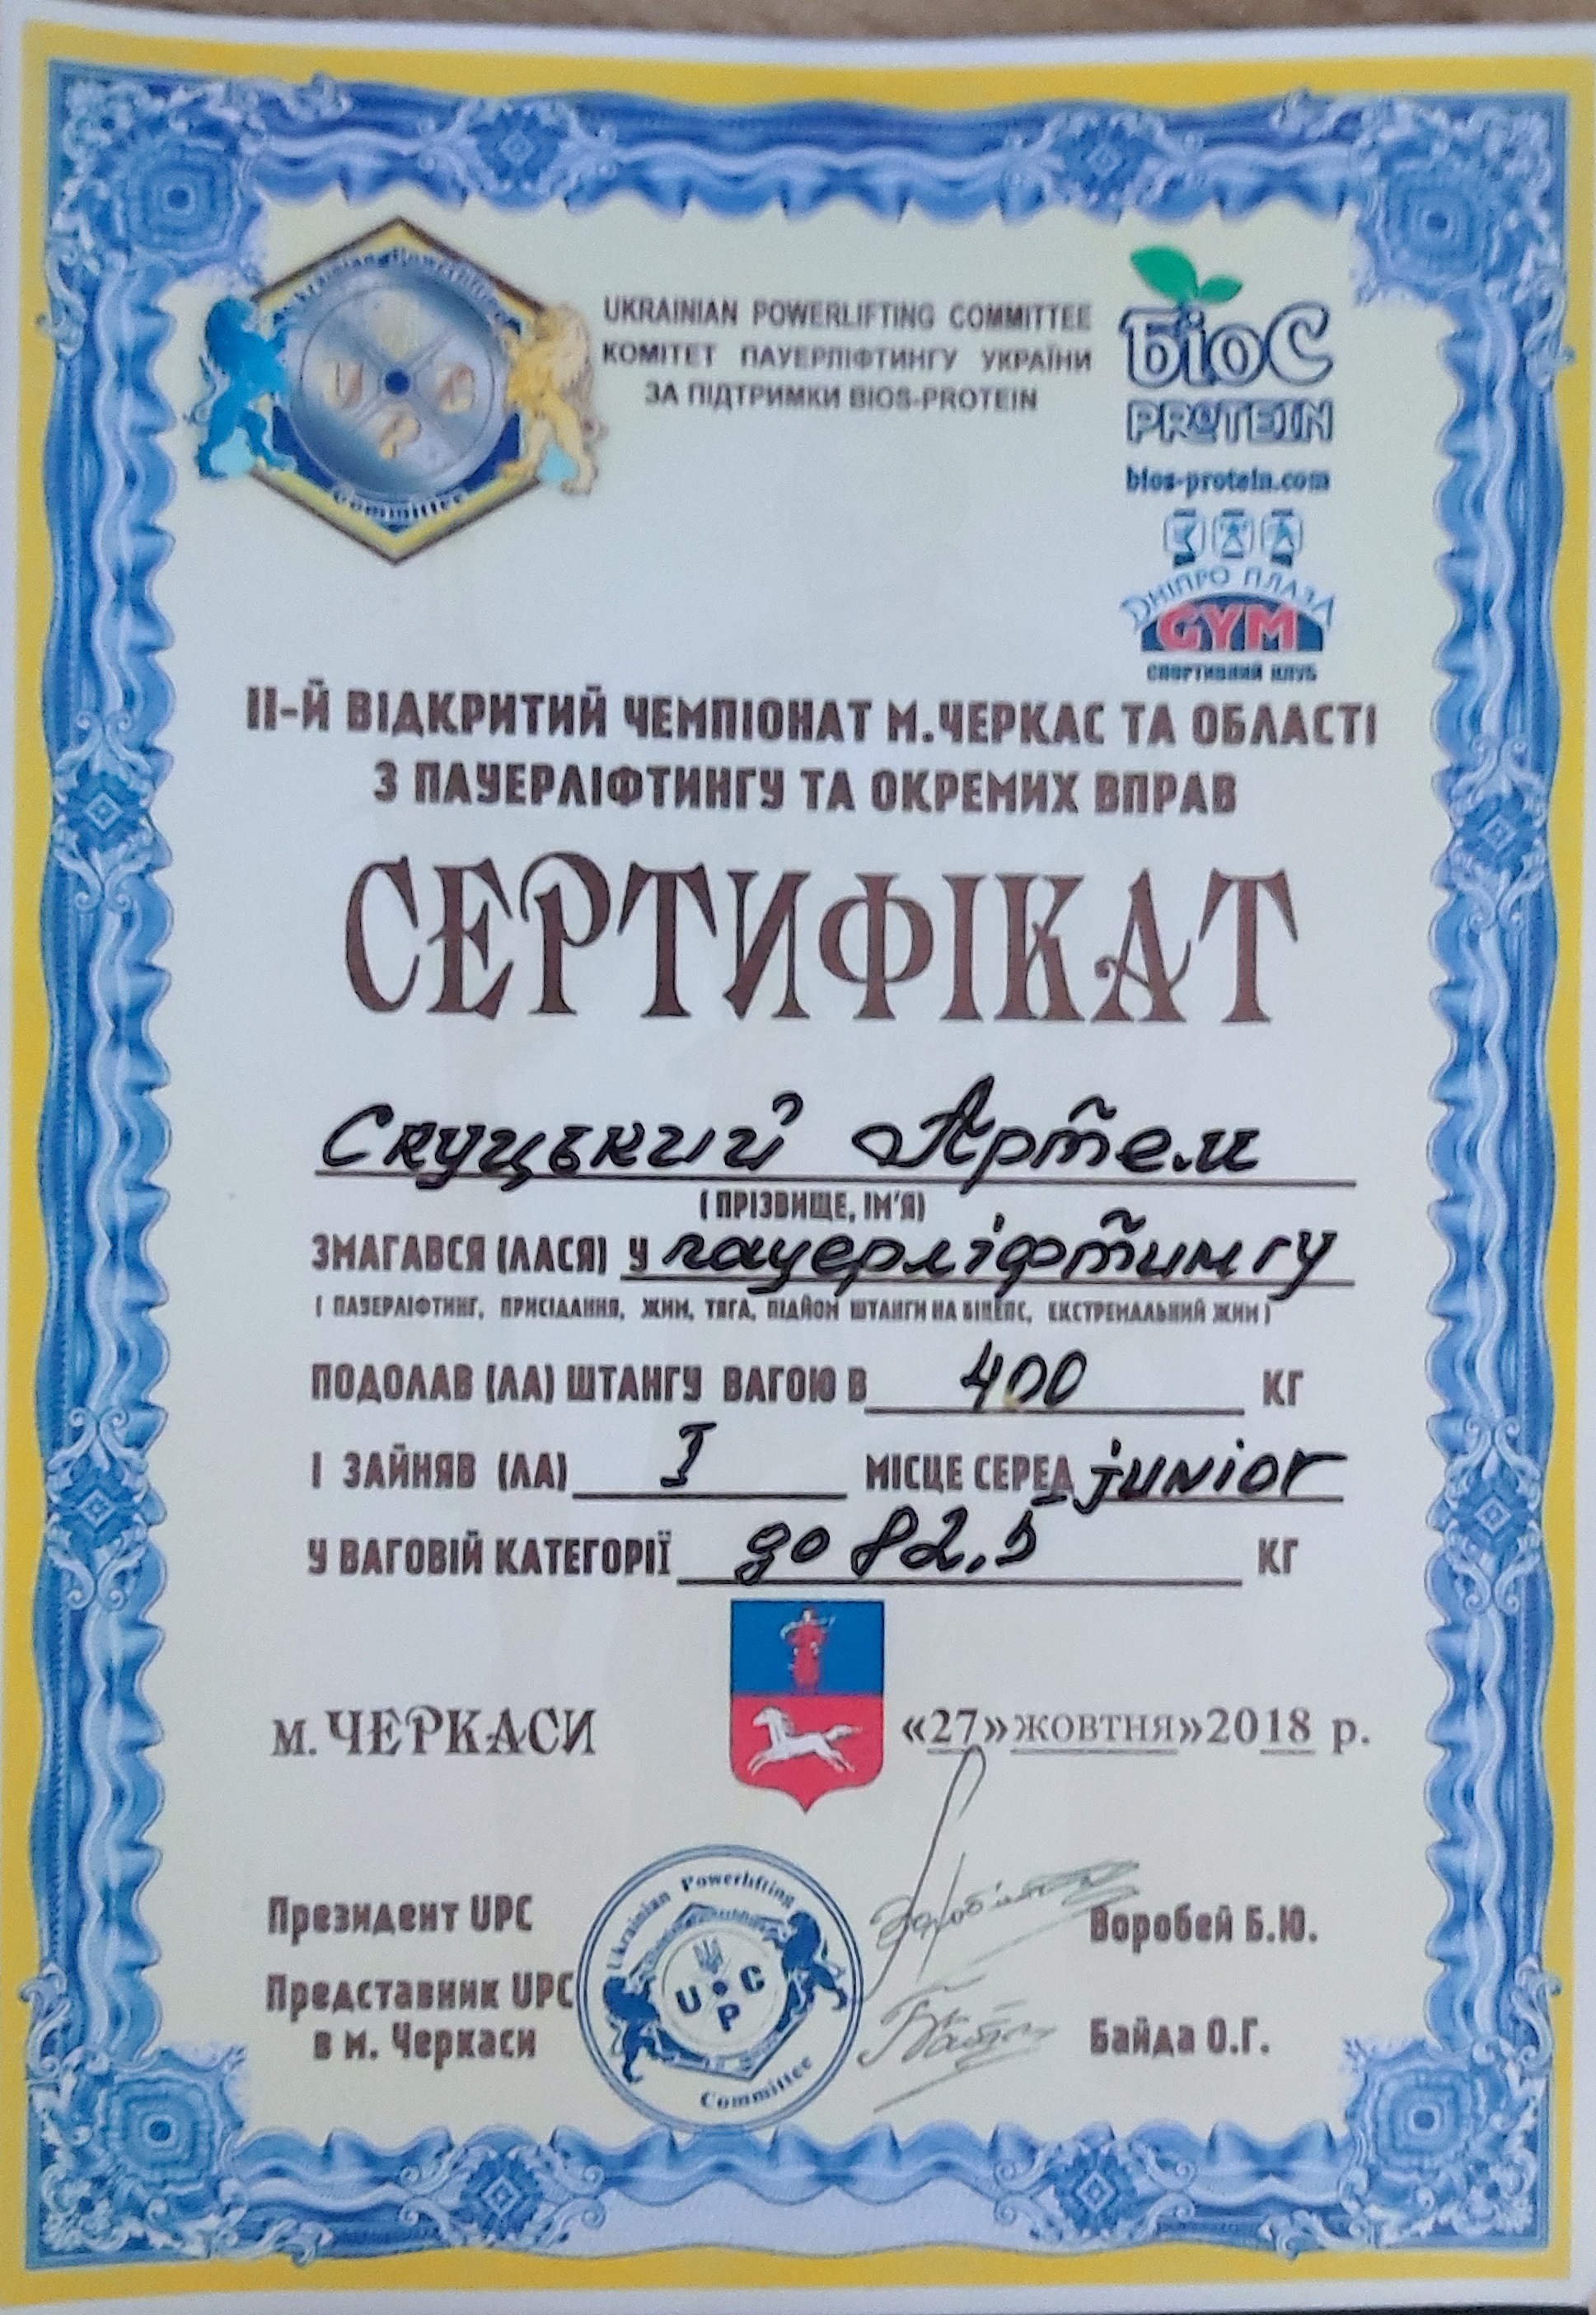 Ukrainian Powerlifting
U P C
Committee
UKRAINIAN POWERLIFTING COMMITTEE
КОМІТЕТ ПАУЕРЛІФТИНГУ УКРАЇНИ
ЗА ПІДТРИМКИ BIOS-PROTEIN
БіоС
PROTEIN
bios-protein.com
ДНІПРО ПЛАЗА
GYM
СПОРТИВНИЙ КЛУБ
ІІ-Й ВІДКРИТИЙ ЧЕМПІОНАТ М.ЧЕРКАС ТА ОБЛАСТІ
З ПАУЕРЛІФТИНГУ ТА ОКРЕМИХ ВПРАВ
СЕРТИФІКАТ
Скуцький Артем
(ПРІЗВИЩЕ, ІМ'Я)
ЗМАГАВСЯ (ЛАСЯ) У пауерліфтингу
( ПАУЕРЛІФТИНГ, ПРИСІДАННЯ, ЖИМ, ТЯГА, ПІДЙОМ ШТАНГИ НА БІЦЕПС, ЕКСТРЕМАЛЬНИЙ ЖИМ )
ПОДОЛАВ (ЛА) ШТАНГУ ВАГОЮ В 400 КГ
І ЗАЙНЯВ (ЛА) I МІСЦЕ СЕРЕД junior
У ВАГОВІЙ КАТЕГОРІЇ до 82,5 КГ
м. ЧЕРКАСИ «27»жовтня»2018 р.
Президент UPC Воробей Б.Ю.
Представник UPC
в м. Черкаси Байда О.Г.
Ukrainian Powerlifting
U P C
Committee